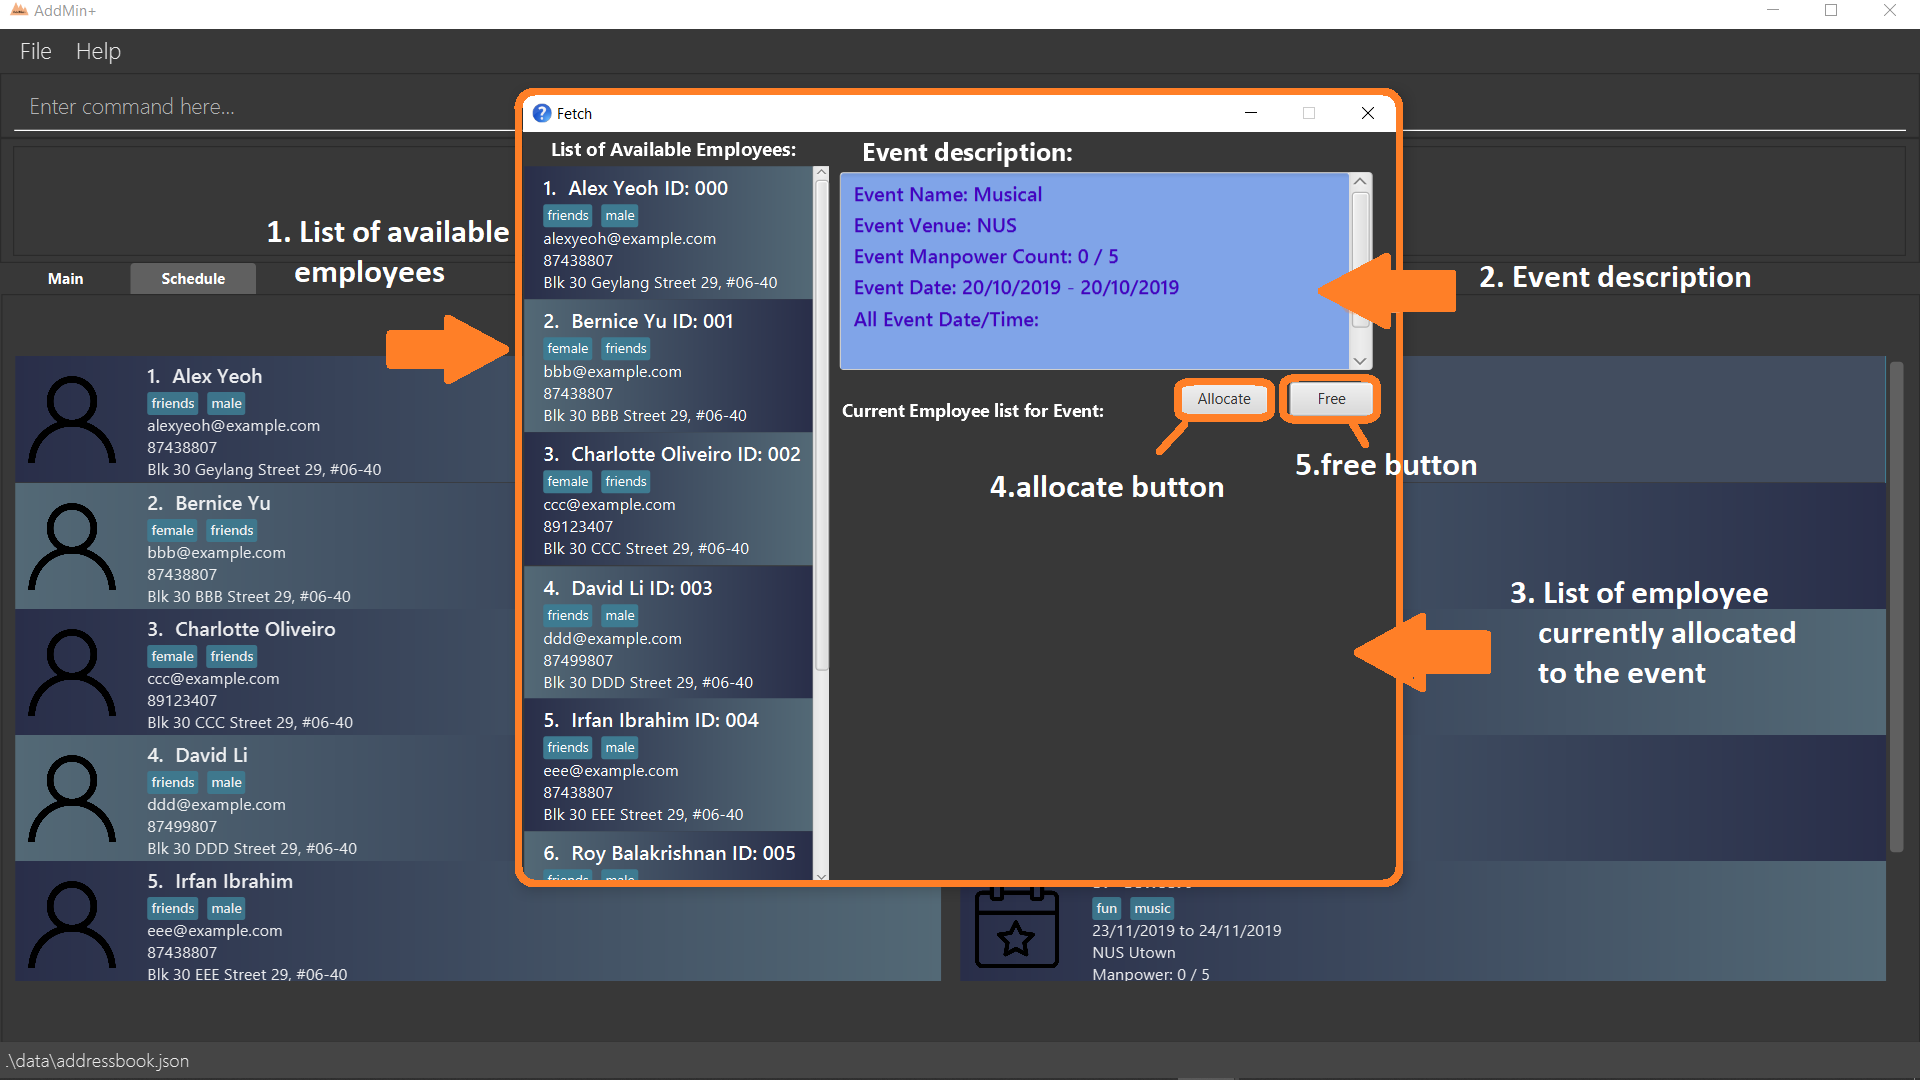 AddMin+
File Help
Enter command here...
Main Schedule
1. Alex Yeoh
friends male
alexyeoh@example.com
87438807
Blk 30 Geylang Street 29, #06-40
2. Bernice Yu
female friends
bbb@example.com
87438807
Blk 30 BBB Street 29, #06-40
3. Charlotte Oliveiro
female friends
ccc@example.com
89123407
Blk 30 CCC Street 29, #06-40
4. David Li
friends male
ddd@example.com
87499807
Blk 30 DDD Street 29, #06-40
5. Irfan Ibrahim
friends male
eee@example.com
87438807
Blk 30 EEE Street 29, #06-40
1. List of available
employees
Fetch
List of Available Employees:
1. Alex Yeoh ID: 000
friends male
alexyeoh@example.com
87438807
Blk 30 Geylang Street 29, #06-40
2. Bernice Yu ID: 001
female friends
bbb@example.com
87438807
Blk 30 BBB Street 29, #06-40
3. Charlotte Oliveiro ID: 002
female friends
ccc@example.com
89123407
Blk 30 CCC Street 29, #06-40
4. David Li ID: 003
friends male
ddd@example.com
87499807
Blk 30 DDD Street 29, #06-40
5. Irfan Ibrahim ID: 004
friends male
eee@example.com
87438807
Blk 30 EEE Street 29, #06-40
6. Roy Balakrishnan ID: 005
friends male
Event description:
Event Name: Musical
Event Venue: NUS
Event Manpower Count: 0 / 5
Event Date: 20/10/2019 - 20/10/2019
All Event Date/Time:
2. Event description
Current Employee list for Event:
Allocate Free
4.allocate button
5.free button
3. List of employee
currently allocated
to the event
fun music
23/11/2019 to 24/11/2019
NUS Utown
Manpower: 0 / 5
.\data\addressbook.json